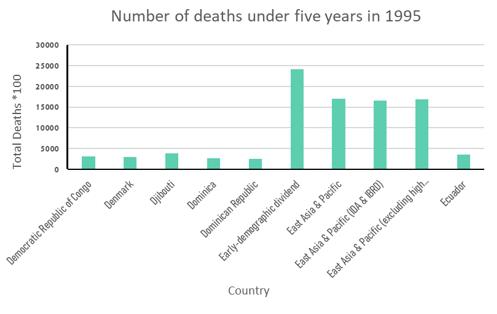 Number of deaths under five years in 1995
Total Deaths *100
30000
25000
20000
15000
10000
5000
0
Democratic Republic of Congo
Denmark
Djibouti
Dominica
Dominican Republic
Early-demographic dividend
East Asia & Pacific
East Asia & Pacific (IDA & IBRD)
East Asia & Pacific (excluding high...
Ecuador
Country